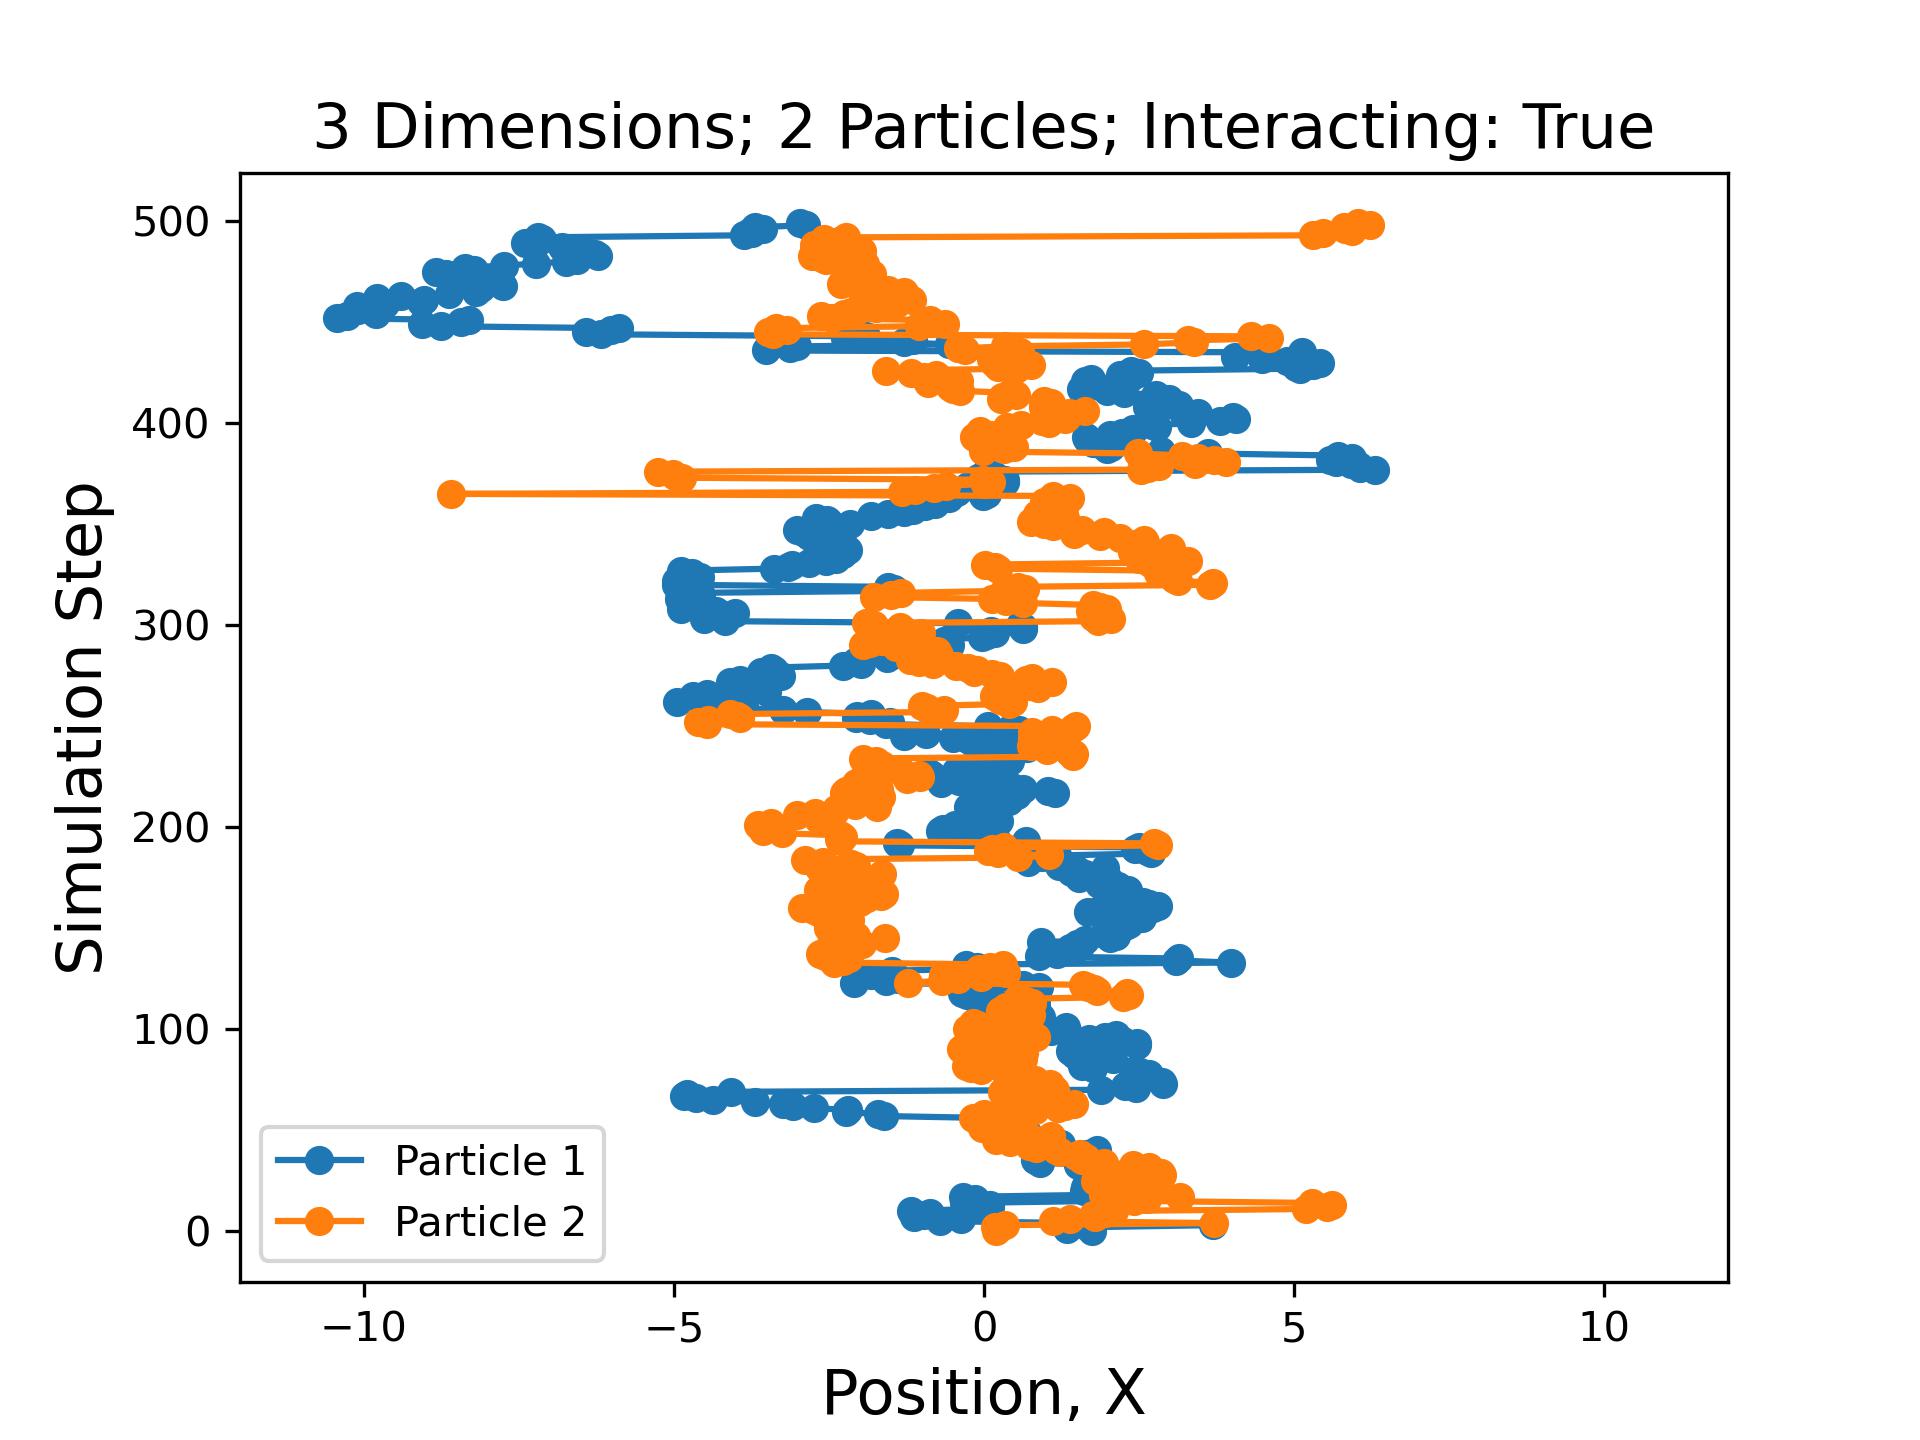 3 Dimensions; 2 Particles; Interacting: True
Simulation Step
500
400
300
200
100
0
Particle 1
Particle 2
−10
−5
0
5
10
Position, X